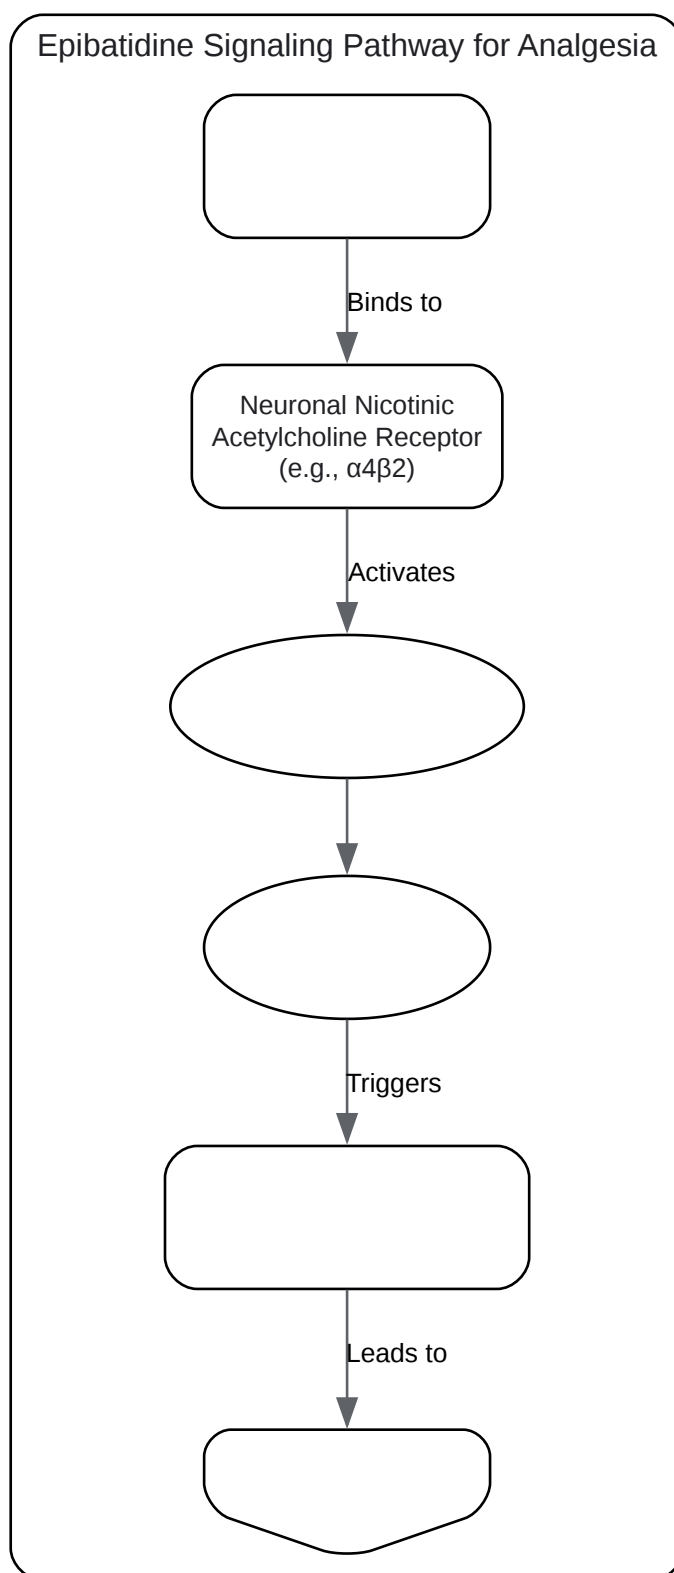 Epibatidine Signaling Pathway for Analgesia
Binds to
Neuronal Nicotinic
Acetylcholine Receptor
(e.g., α4β2)
Activates
Triggers
Leads to